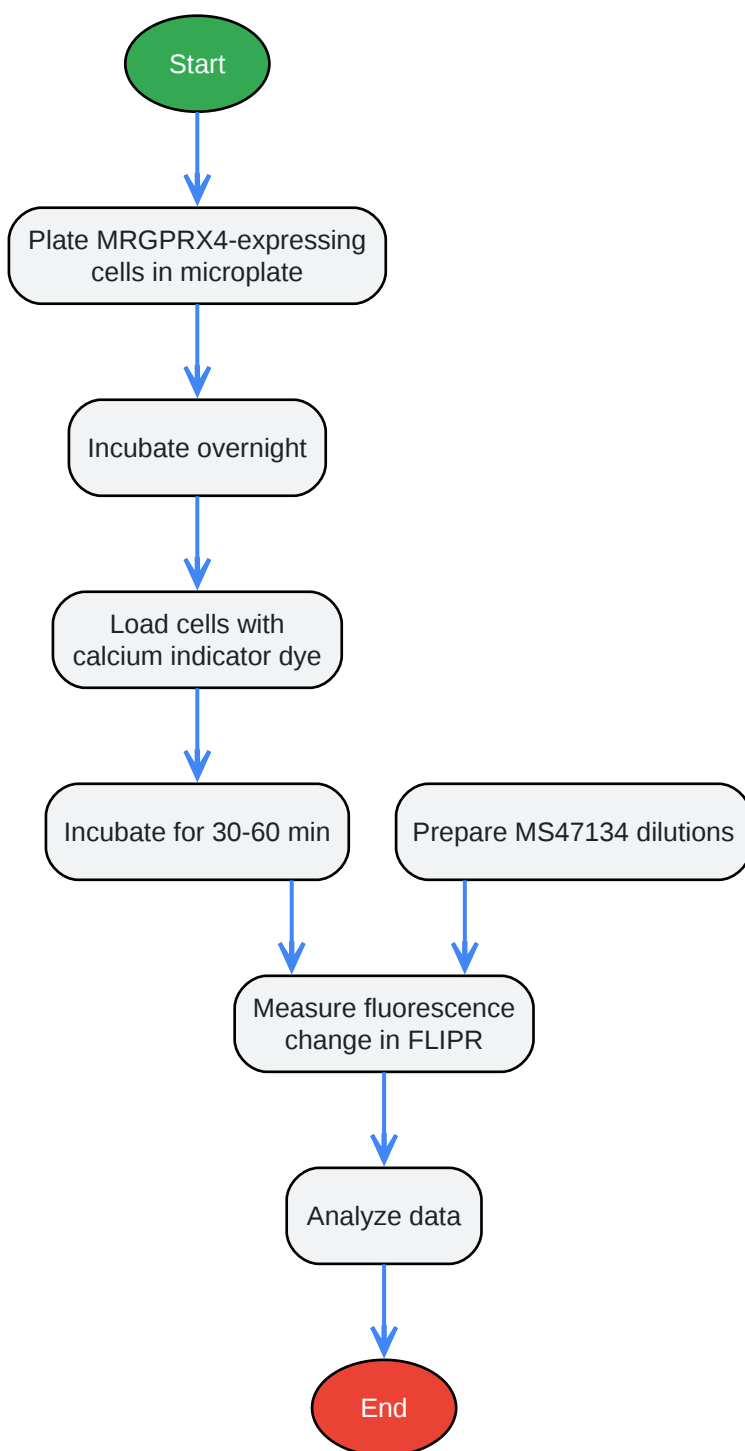 Start
Plate MRGPRX4-expressing
cells in microplate
Incubate overnight
Load cells with
calcium indicator dye
Incubate for 30-60 min
Prepare MS47134 dilutions
Measure fluorescence
change in FLIPR
Analyze data
End